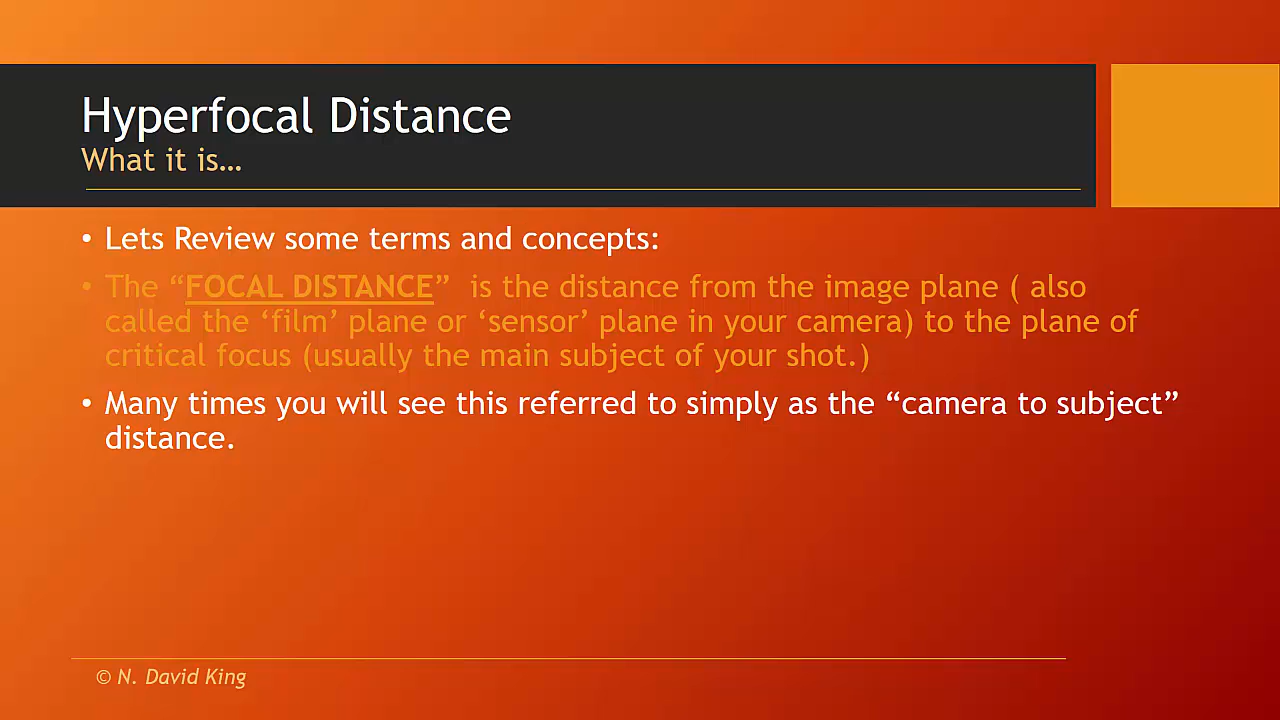 Hyperfocal Distance
What it is…
• Lets Review some terms and concepts:
• The “FOCAL DISTANCE”  is the distance from the image plane ( also
called the ‘film’ plane or ‘sensor’ plane in your camera) to the plane of
critical focus (usually the main subject of your shot.)
• Many times you will see this referred to simply as the “camera to subject”
distance.
© N. David King